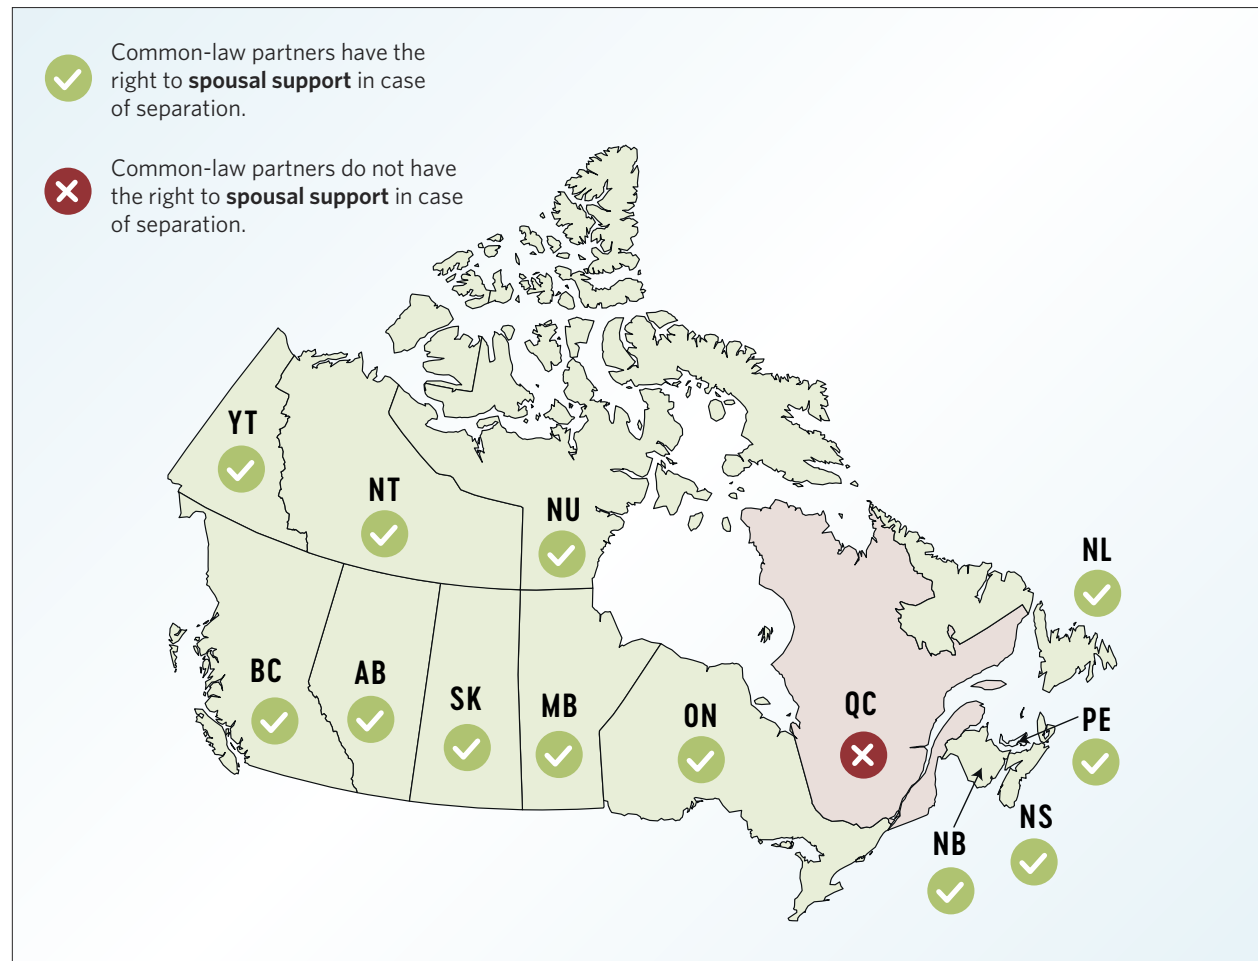 Common-law partners have the
right to spousal support in case
of separation.
Common-law partners do not have
the right to spousal support in case
of separation.
YT
NT
NU
NL
BC
AB
SK
MB
ON
QC
PE
NS
NB